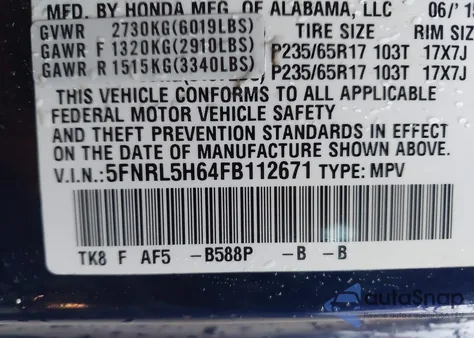 MFD. BY HONDA MFG. OF ALABAMA, LLC 06/'15
GVWR 2730KG(6019LBS) TIRE SIZE RIM SIZE
GAWR F 1320KG(2910LBS) P235/65R17 103T 17X7J
GAWR R 1515KG(3340LBS) P235/65R17 103T 17X7J
THIS VEHICLE CONFORMS TO ALL APPLICABLE
FEDERAL MOTOR VEHICLE SAFETY
AND THEFT PREVENTION STANDARDS IN EFFECT
ON THE DATE OF MANUFACTURE SHOWN ABOVE.
V.I.N.:5FNRL5H64FB112671 TYPE: MPV
TK8 F AF5 -B588P -B -B
autoSnap